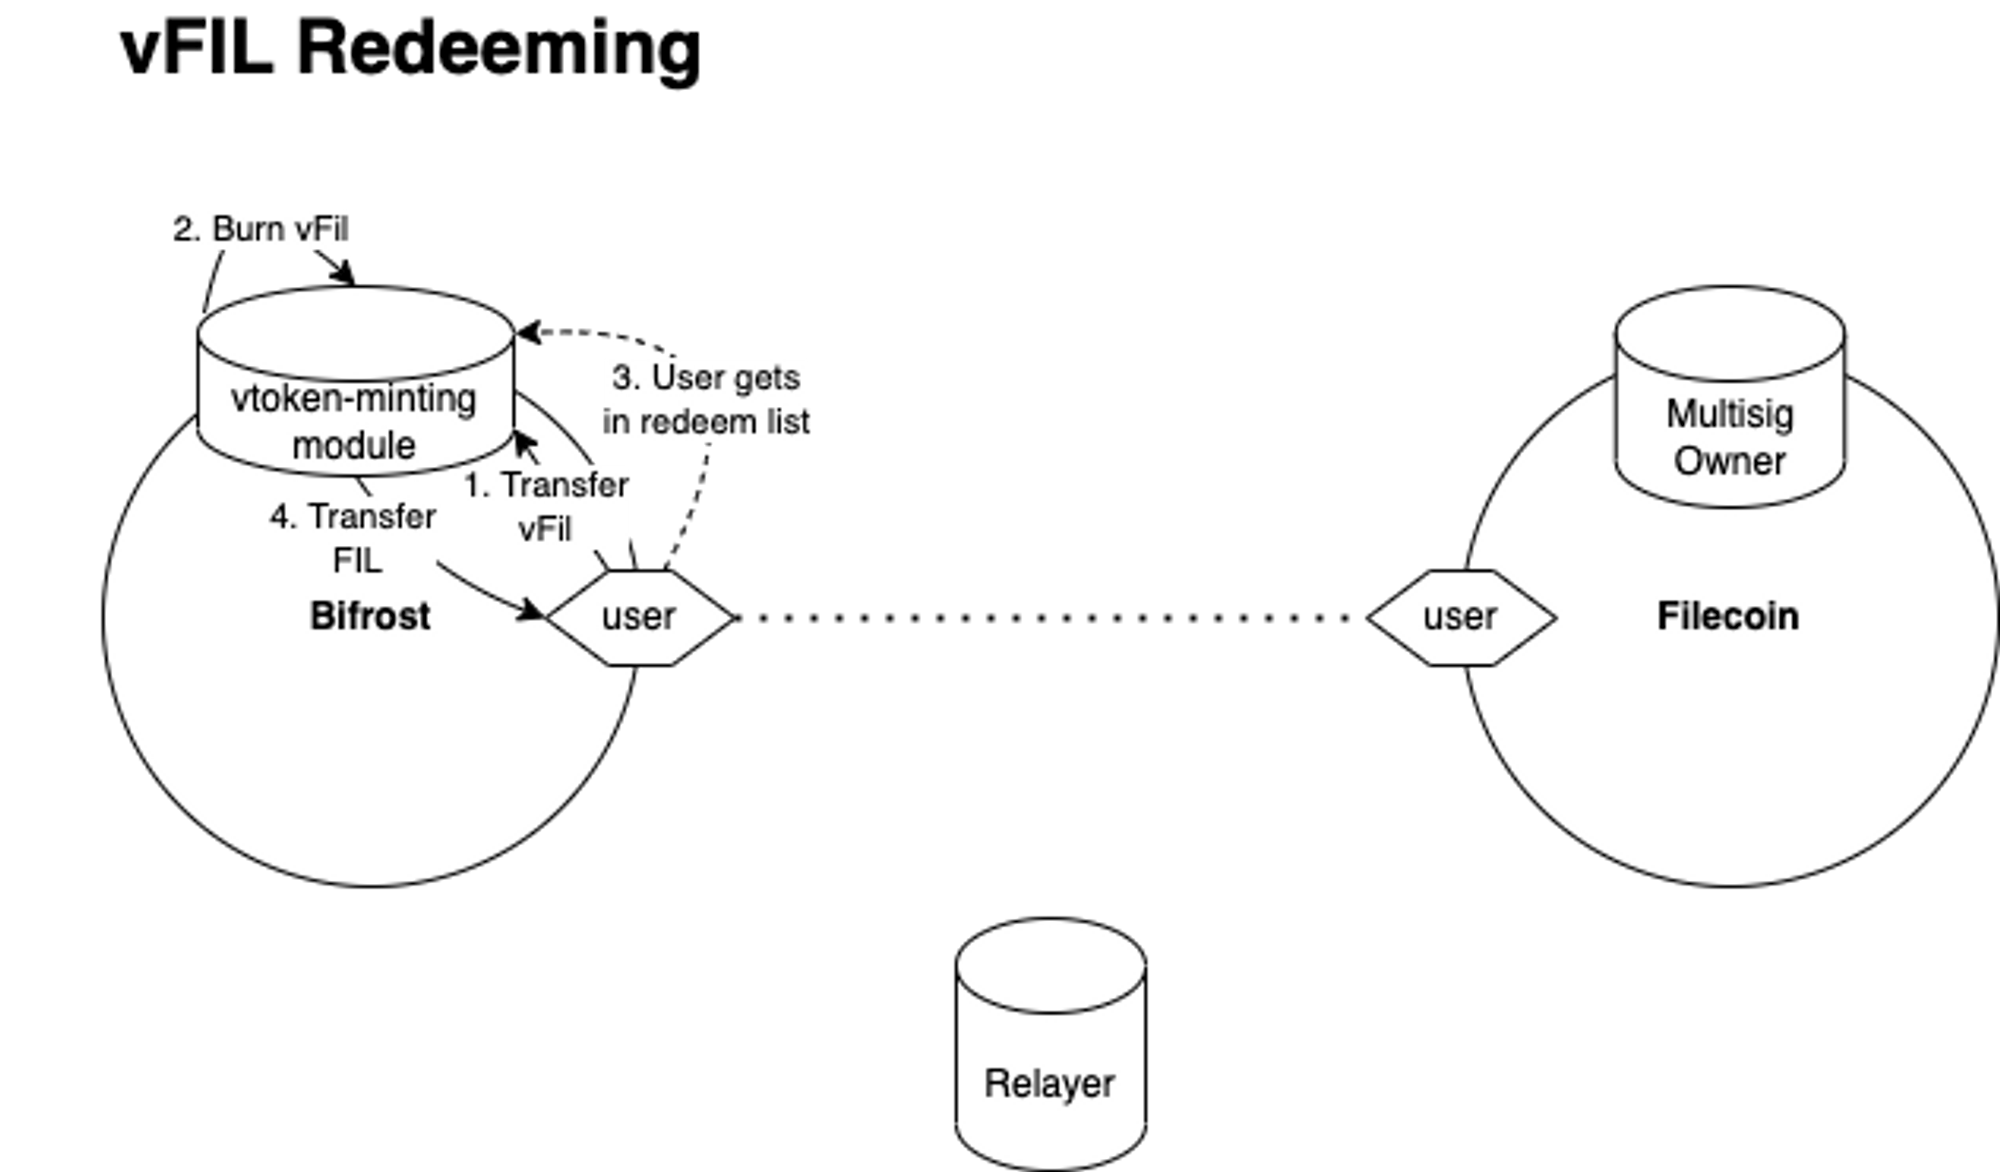 vFIL Redeeming
2. Burn vFil
vtoken-minting
module
3. User gets
in redeem list
1. Transfer
vFil
4. Transfer
FIL
Bifrost
user
user
Filecoin
Multisig
Owner
Relayer